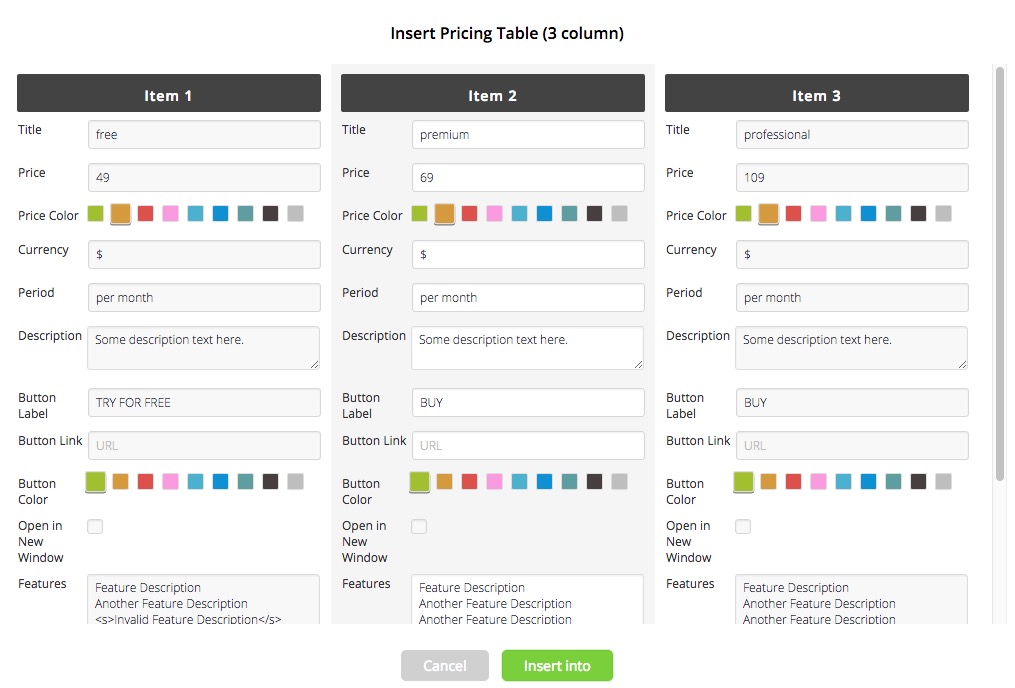 Insert Pricing Table (3 column)
Item 1
Title
free
Price
49
Price Color
Currency
$
Period
per month
Description
Some description text here.
Button
Label
TRY FOR FREE
Button Link
URL
Button
Color
Open in
New
Window
Features
Feature Description
Another Feature Description
<s>Invalid Feature Description</s>
Item 2
Title
premium
Price
69
Price Color
Currency
$
Period
per month
Description
Some description text here.
Button
Label
BUY
Button Link
URL
Button
Color
Open in
New
Window
Features
Feature Description
Another Feature Description
Another Feature Description
Item 3
Title
professional
Price
109
Price Color
Currency
$
Period
per month
Description
Some description text here.
Button
Label
BUY
Button Link
URL
Button
Color
Open in
New
Window
Features
Feature Description
Another Feature Description
Another Feature Description
Cancel
Insert into